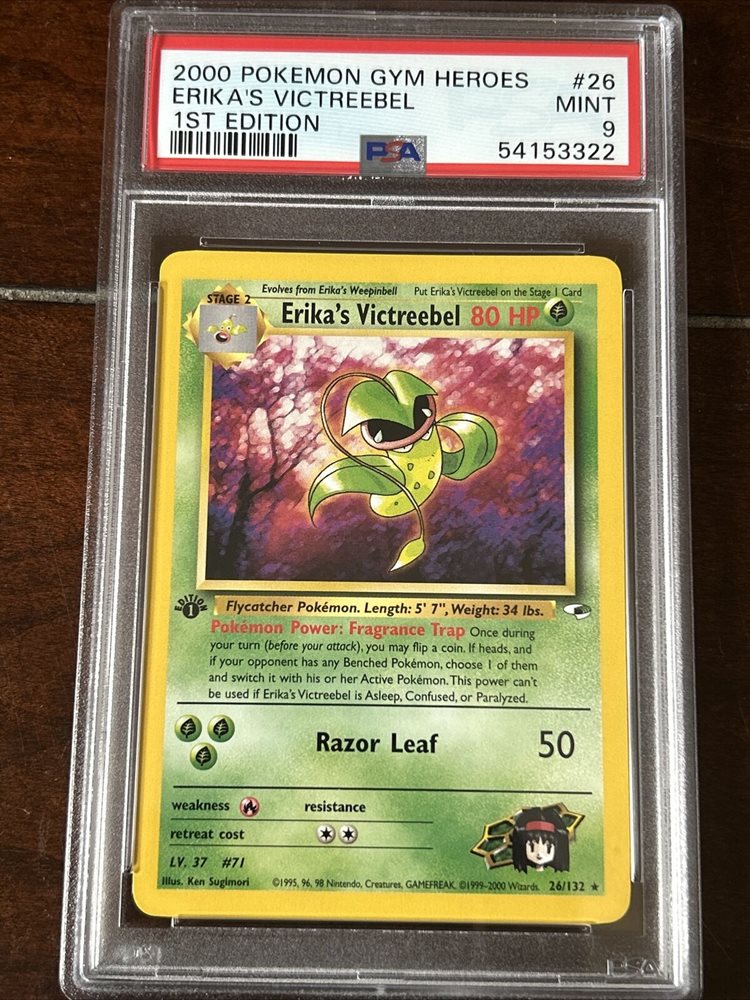 2000 POKEMON GYM HEROES #26
ERIKA'S VICTREEBEL MINT
1ST EDITION 9
PSA 54153322
Evolves from Erika's Weepinbell Put Erika's Victreebel on the Stage 1 Card
STAGE 2
Erika's Victreebel 80 HP
EDITION
1
Flycatcher Pokémon. Length: 5' 7", Weight: 34 lbs.
Pokémon Power: Fragrance Trap Once during
your turn (before your attack), you may flip a coin. If heads, and
if your opponent has any Benched Pokémon, choose 1 of them
and switch it with his or her Active Pokémon. This power can't
be used if Erika's Victreebel is Asleep, Confused, or Paralyzed.
Razor Leaf 50
weakness resistance
retreat cost
LV. 37 #71
Illus. Ken Sugimori ©1995, 96, 98 Nintendo, Creatures, GAMEFREAK. ©1999-2000 Wizards. 26/132 ★
PSA